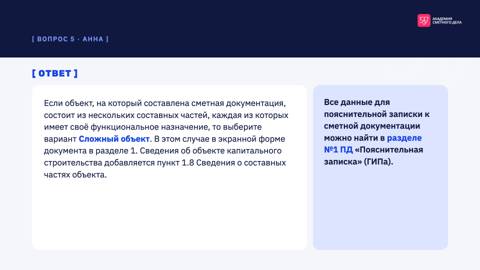 АКАДЕМИЯ
СМЕТНОГО ДЕЛА
[ ВОПРОС 5 - АННА ]
[ ОТВЕТ ]
Если объект, на который составлена сметная документация,
состоит из нескольких составных частей, каждая из которых
имеет своё функциональное назначение, то выберите
вариант Сложный объект. В этом случае в экранной форме
документа в разделе 1. Сведения об объекте капитального
строительства добавляется пункт 1.8 Сведения о составных
частях объекта.
Все данные для
пояснительной записки к
сметной документации
можно найти в разделе
№1 ПД «Пояснительная
записка» (ГИПа).